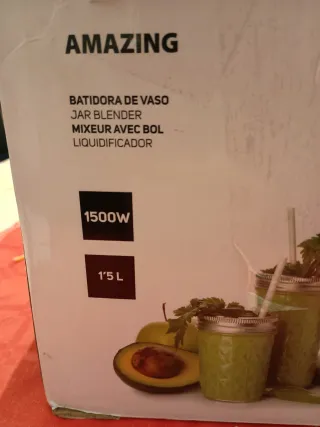 AMAZING
BATIDORA DE VASO
JAR BLENDER
MIXEUR AVEC BOL
LIQUIDIFICADOR
1500W
1'5 L